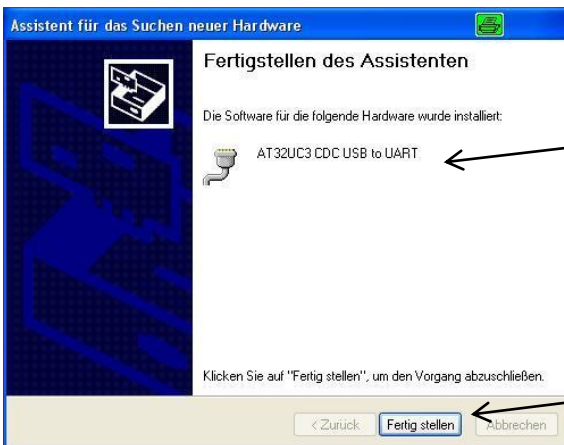 Assistent für das Suchen neuer Hardware
Fertigstellen des Assistenten
Die Software für die folgende Hardware wurde installiert:
AT32UC3 CDC USB to UART
Klicken Sie auf "Fertig stellen", um den Vorgang abzuschließen.
< Zurück Fertig stellen Abbrechen